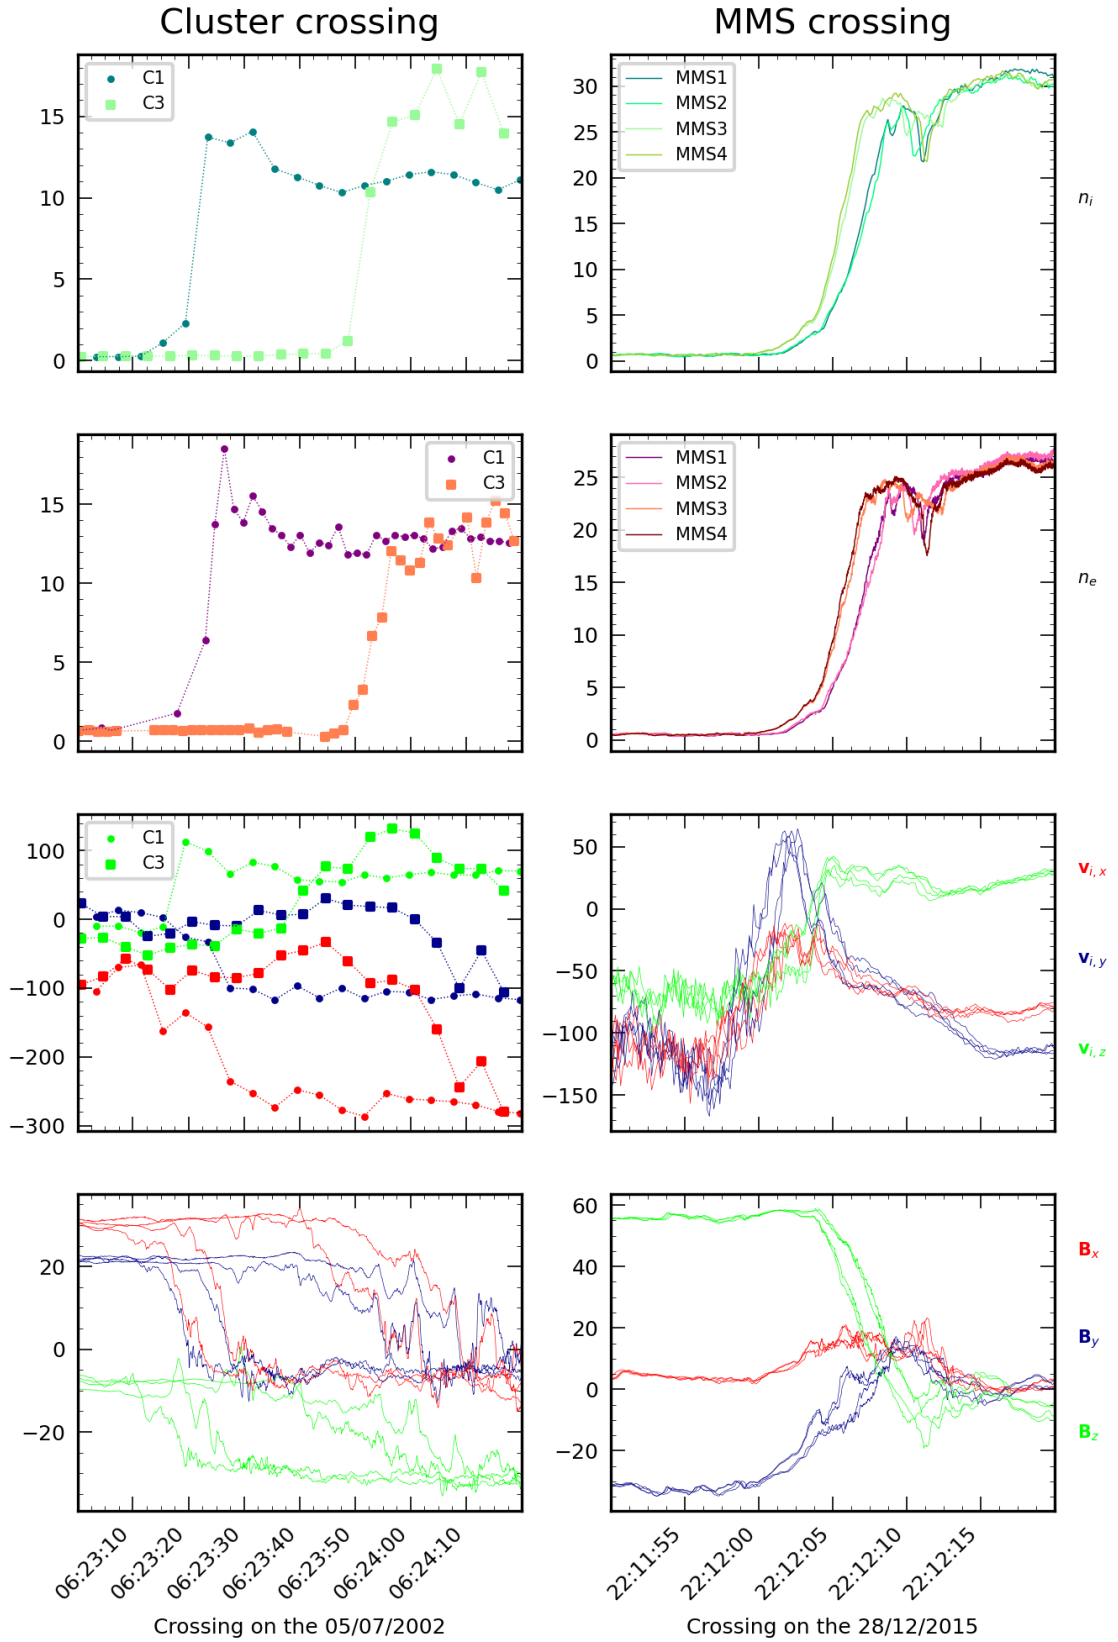 Cluster crossing
MMS crossing
C1
C3
15
10
5
0
MMS1
MMS2
MMS3
MMS4
30
25
20
15
10
5
0
n_i
C1
C3
15
10
5
0
MMS1
MMS2
MMS3
MMS4
25
20
15
10
5
0
n_e
C1
C3
100
0
−100
−200
−300
50
0
−50
−100
−150
v_{i, x}
v_{i, y}
v_{i, z}
20
0
−20
60
40
20
0
−20
B_x
B_y
B_z
06:23:10
06:23:20
06:23:30
06:23:40
06:23:50
06:24:00
06:24:10
22:11:55
22:12:00
22:12:05
22:12:10
22:12:15
Crossing on the 05/07/2002
Crossing on the 28/12/2015